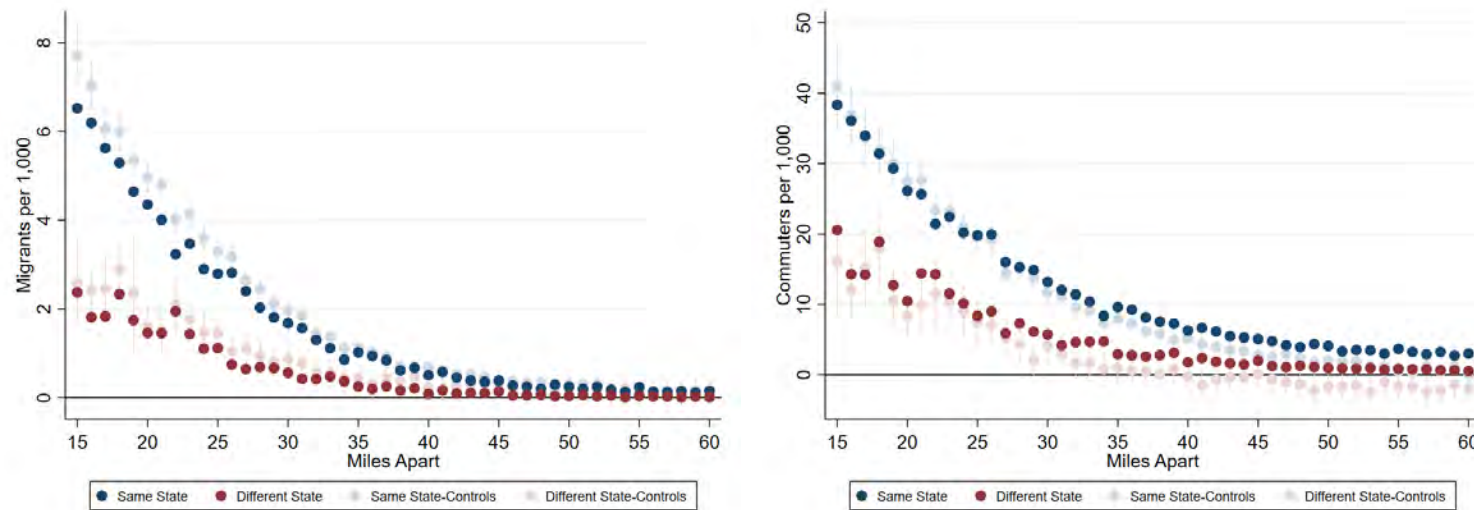 Migrants per 1,000
8
6
4
2
0
15 20 25 30 35 40 45 50 55 60
Miles Apart
Same State Different State Same State-Controls Different State-Controls
Commuters per 1,000
50
40
30
20
10
0
15 20 25 30 35 40 45 50 55 60
Miles Apart
Same State Different State Same State-Controls Different State-Controls